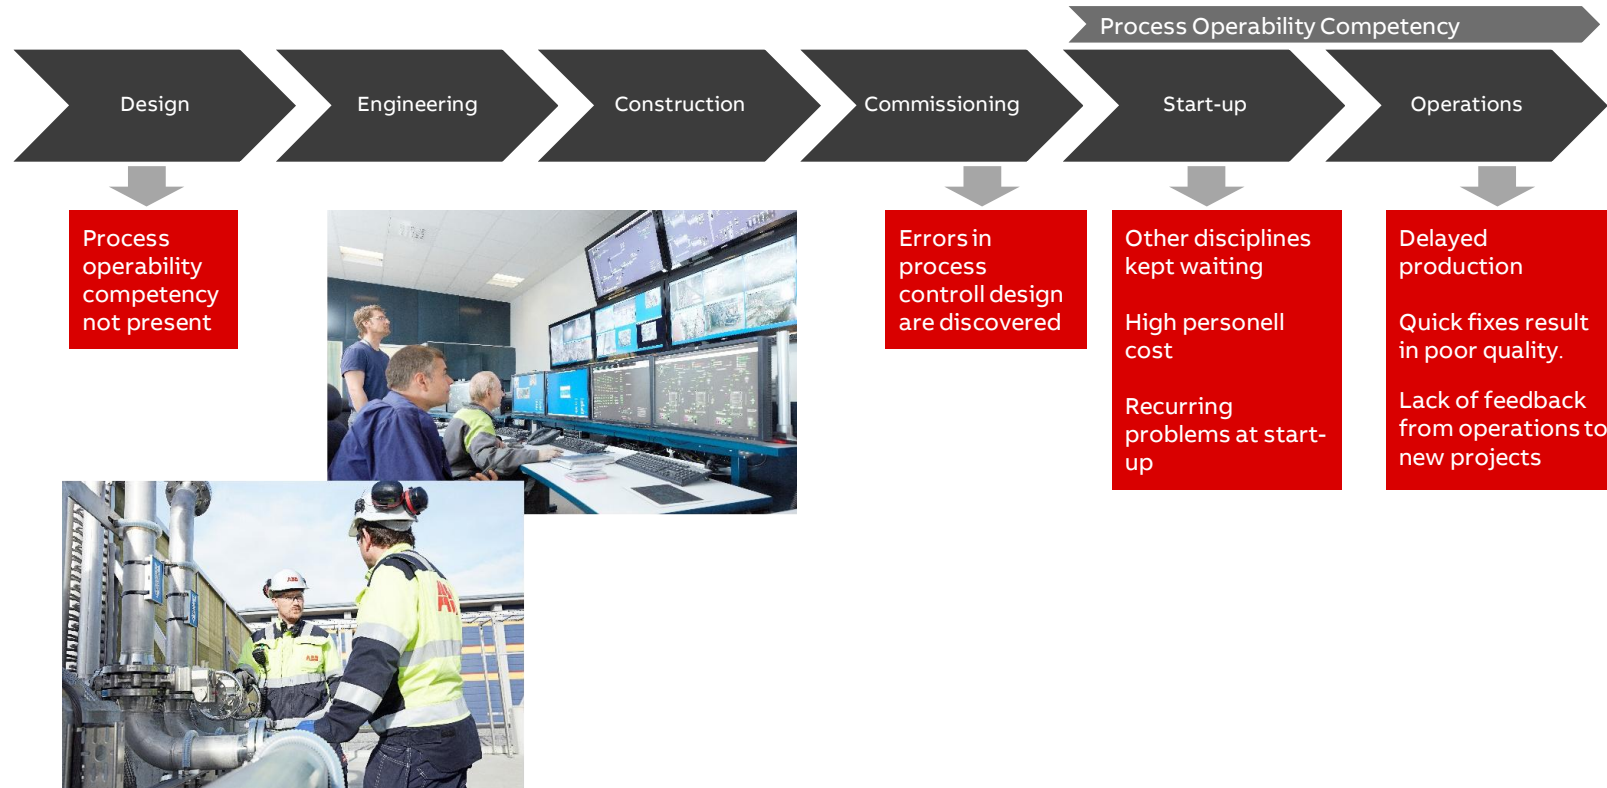 Process Operability Competency
Design
Engineering
Construction
Commissioning
Start-up
Operations
Process
operability
competency
not present
Errors in
process
controll design
are discovered
Other disciplines
kept waiting
High personell
cost
Recurring
problems at start-
up
Delayed
production
Quick fixes result
in poor quality.
Lack of feedback
from operations to
new projects
ABB
ABB